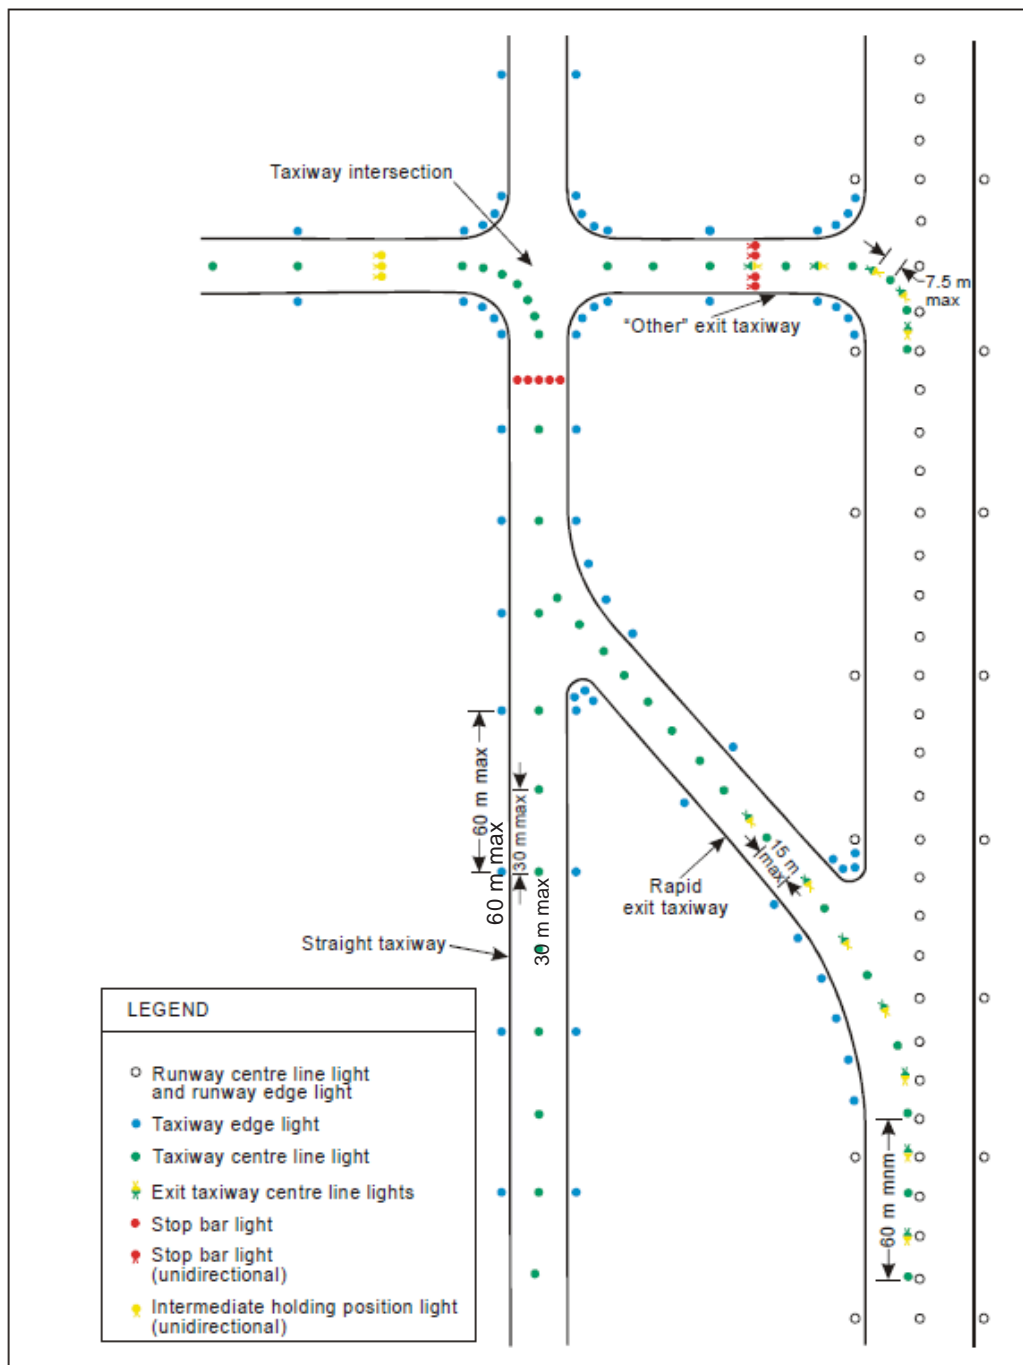 Taxiway intersection
7.5 m
max
“Other” exit taxiway
60 m max
30 m max
60 m max
30 m max
15 m
max
Rapid
exit taxiway
Straight taxiway
60 m mnm
LEGEND
Runway centre line light
and runway edge light
Taxiway edge light
Taxiway centre line light
Exit taxiway centre line lights
Stop bar light
Stop bar light
(unidirectional)
Intermediate holding position light
(unidirectional)